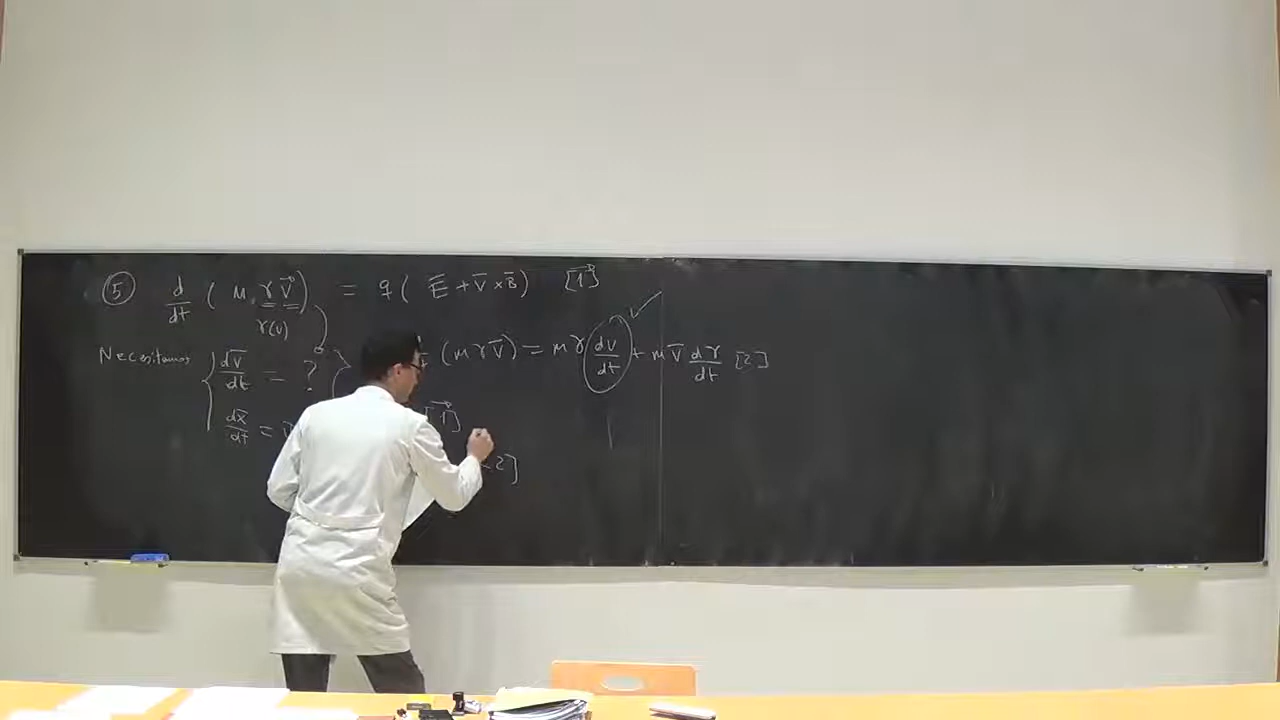 ⑤ d/dt (m γ v⃗) = q ( E̅ + v̅ × B̅ ) [1]
γ(v)
Necesitamos { dv̅/dt = ? } (m γ v̅) = m γ dv/dt + m v̅ dγ/dt [2]
dx̅/dt = [1]
2]